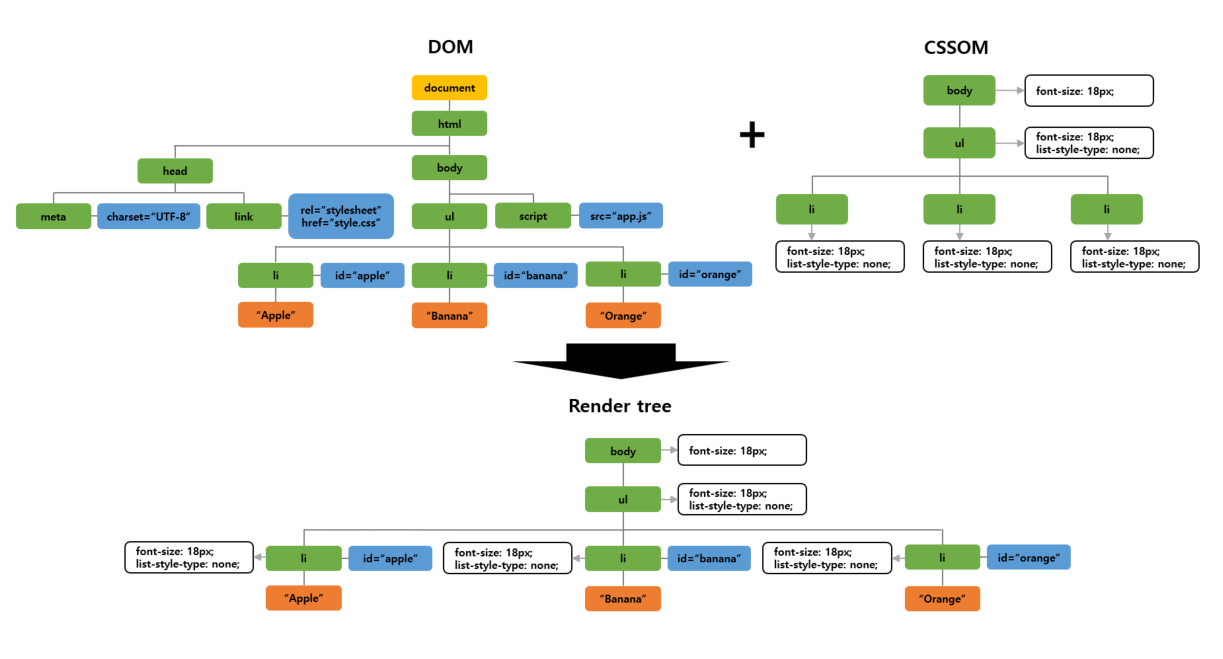 DOM
CSSOM
document
html
head
body
meta
charset=“UTF-8”
link
rel=“stylesheet”
href=“style.css”
ul
script
src=“app.js”
li
id=“apple”
li
id=“banana”
li
id=“orange”
“Apple”
“Banana”
“Orange”
+
body
font-size: 18px;
ul
font-size: 18px;
list-style-type: none;
li
li
li
font-size: 18px;
list-style-type: none;
font-size: 18px;
list-style-type: none;
font-size: 18px;
list-style-type: none;
Render tree
body
font-size: 18px;
ul
font-size: 18px;
list-style-type: none;
font-size: 18px;
list-style-type: none;
li
id=“apple”
font-size: 18px;
list-style-type: none;
li
id=“banana”
font-size: 18px;
list-style-type: none;
li
id=“orange”
“Apple”
“Banana”
“Orange”